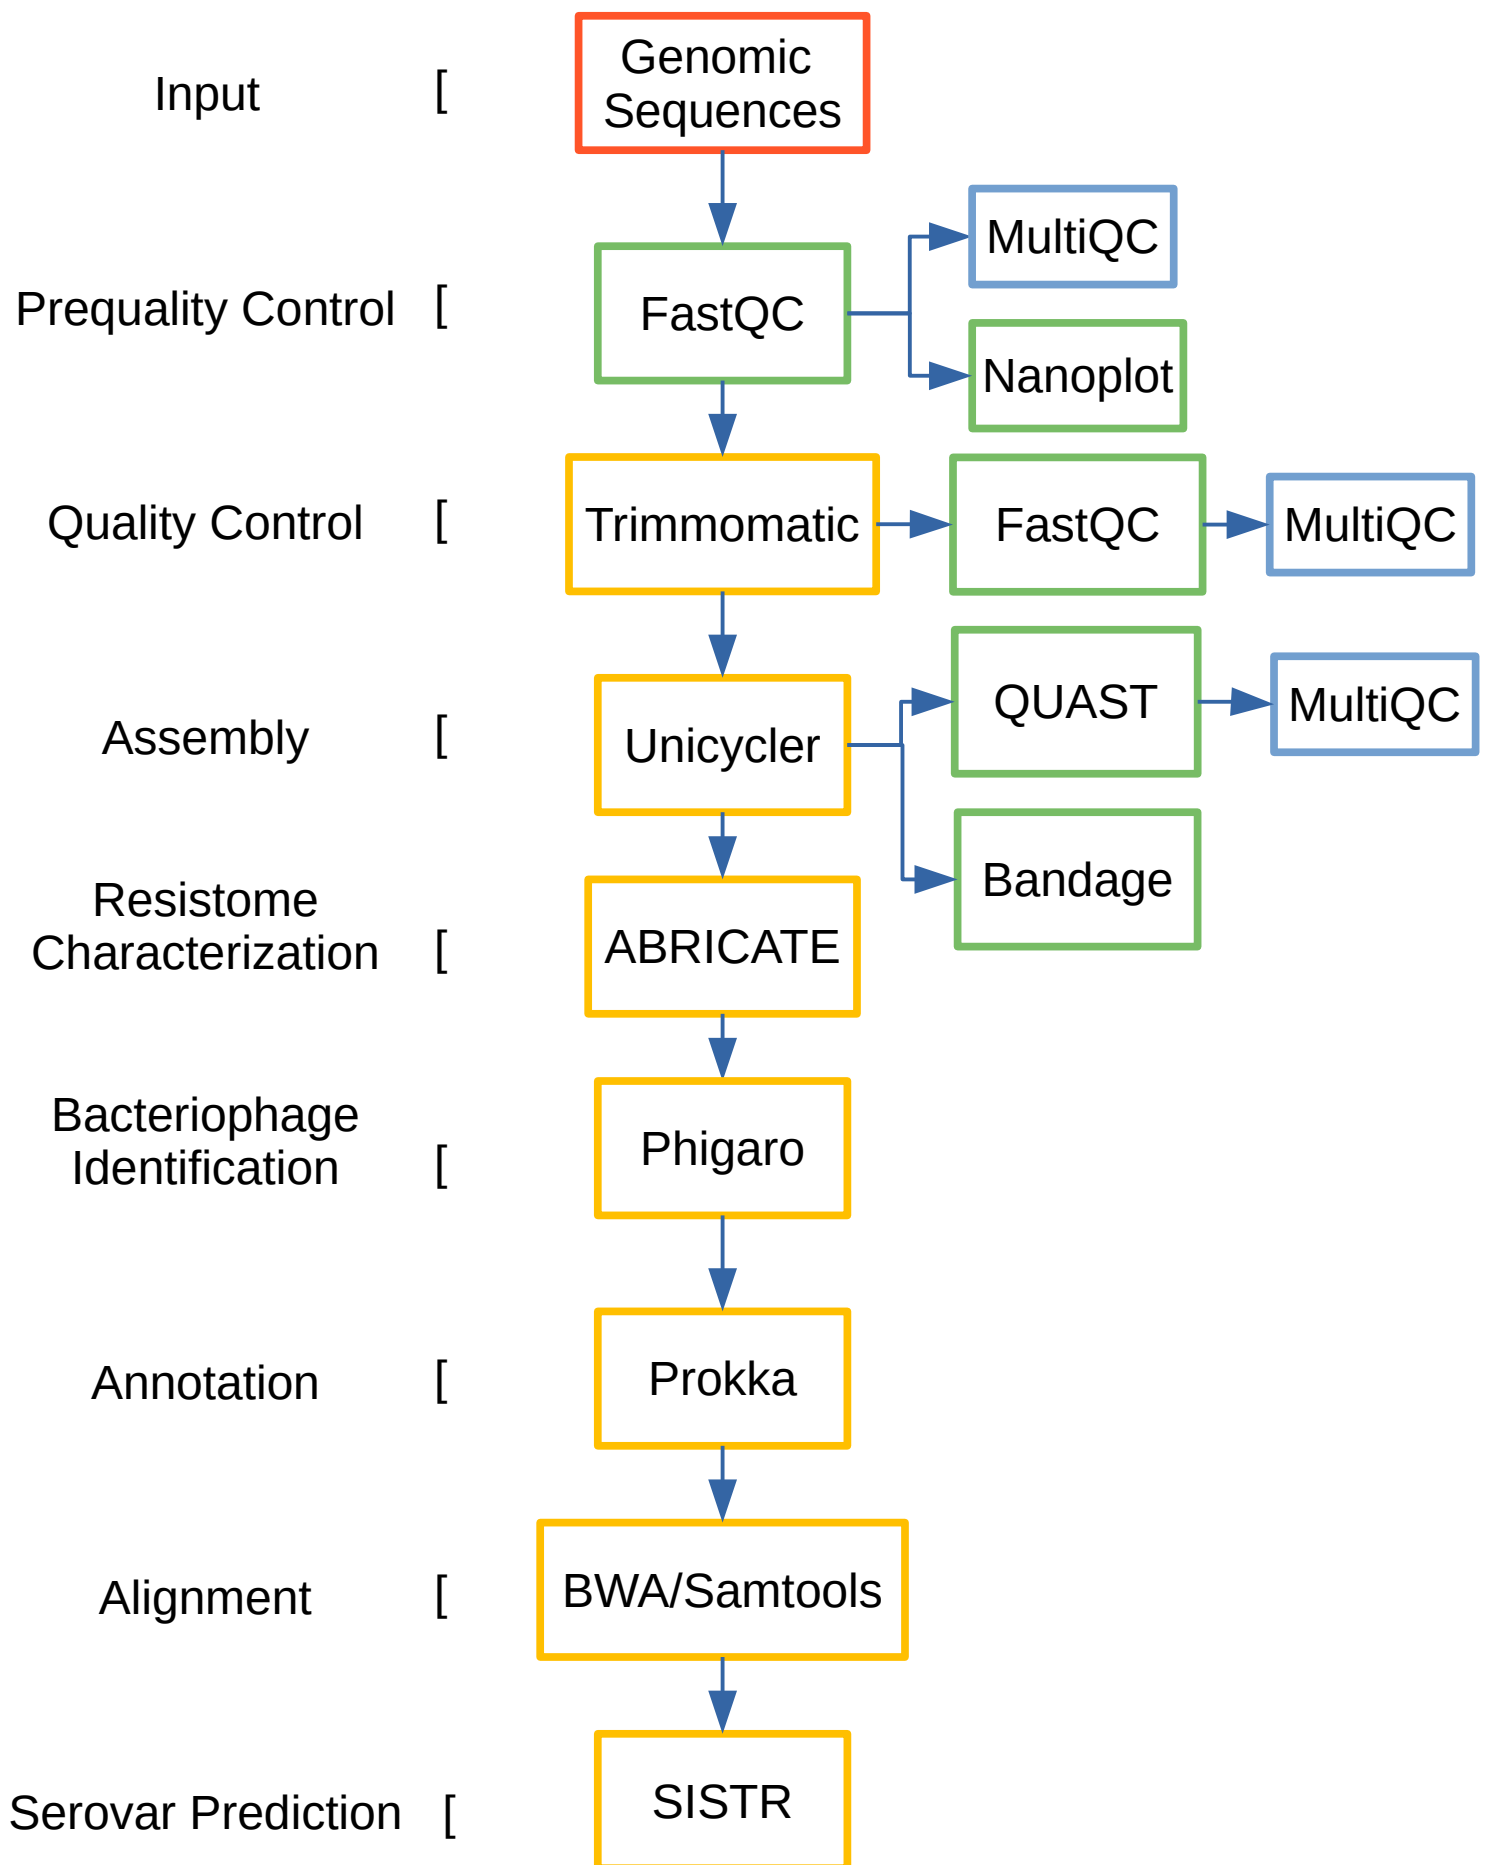 Input [
Genomic
Sequences
Prequality Control [
FastQC
MultiQC
Nanoplot
Quality Control [
Trimmomatic
FastQC
MultiQC
Assembly [
Unicycler
QUAST
MultiQC
Bandage
Resistome
Characterization [
ABRICATE
Bacteriophage
Identification [
Phigaro
Annotation [
Prokka
Alignment [
BWA/Samtools
Serovar Prediction [
SISTR